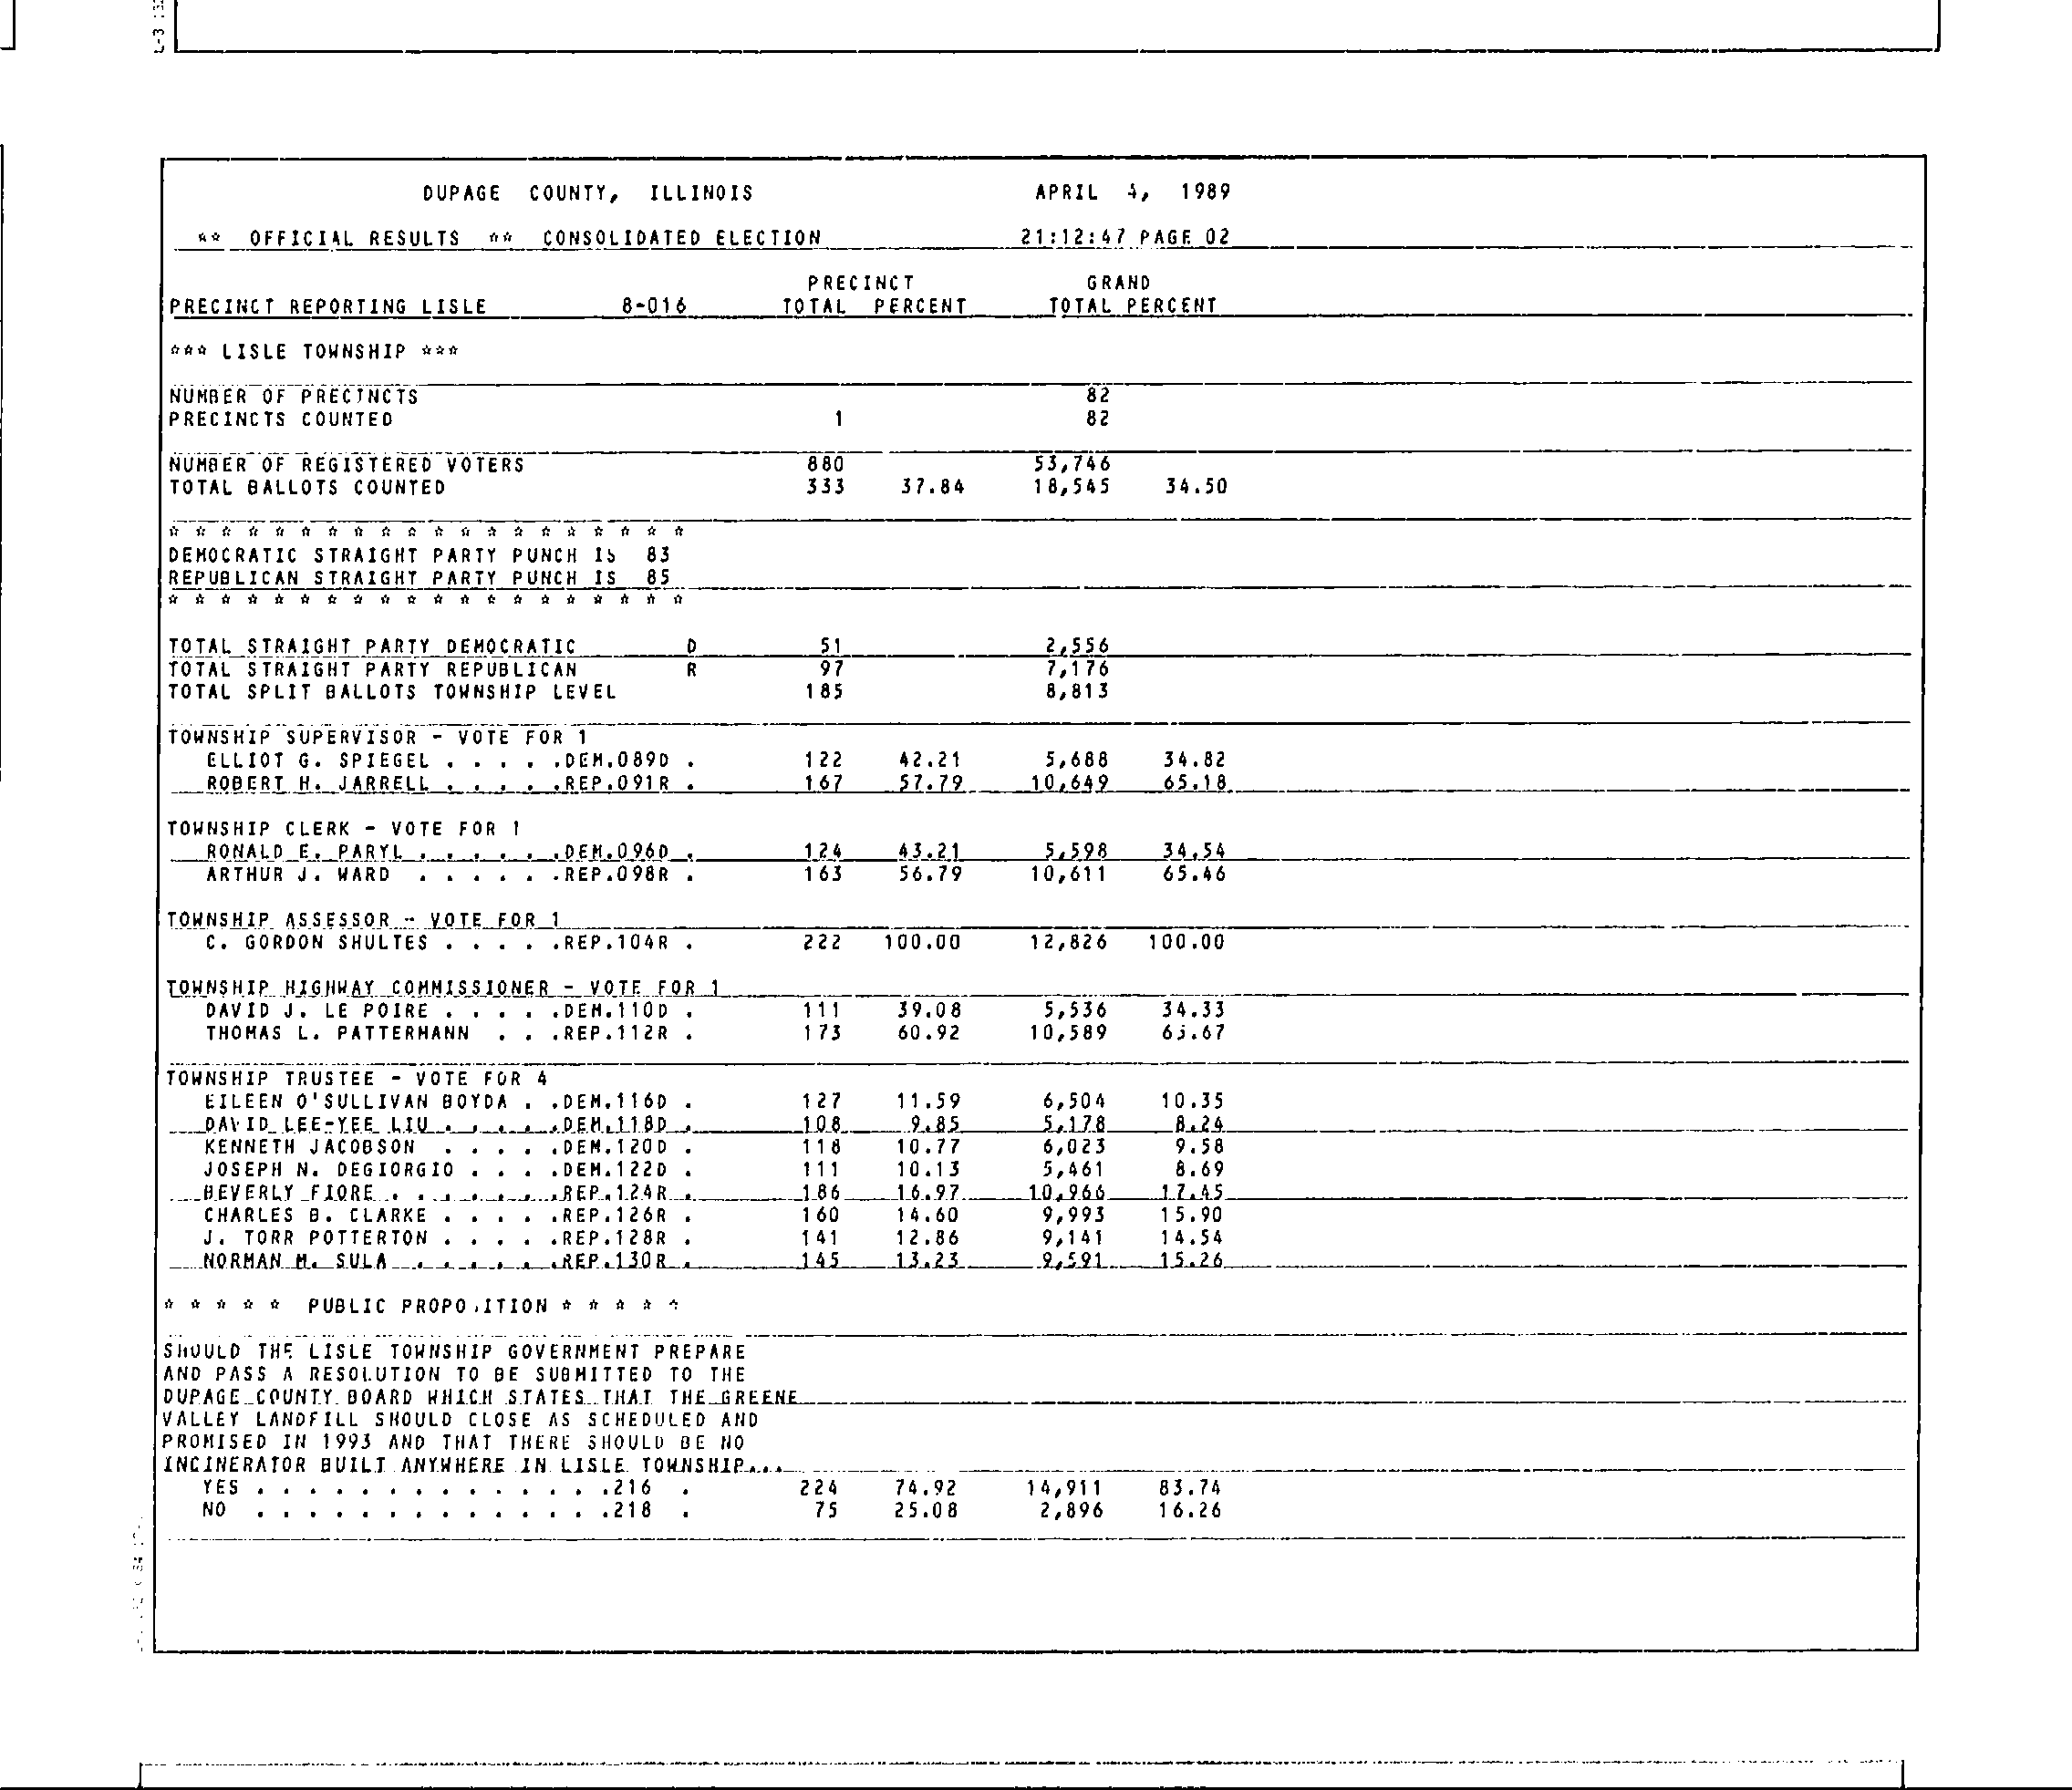 DUPAGE COUNTY, ILLINOIS APRIL 4, 1989
** OFFICIAL RESULTS ** CONSOLIDATED ELECTION 21:12:47 PAGE 02
PRECINCT GRAND
PRECINCT REPORTING LISLE 8-016 TOTAL PERCENT TOTAL PERCENT
*** LISLE TOWNSHIP ***
NUMBER OF PRECINCTS 82
PRECINCTS COUNTED 1 82
NUMBER OF REGISTERED VOTERS 880 53,746
TOTAL BALLOTS COUNTED 333 37.84 18,545 34.50
* * * * * * * * * * * * * * * * * * * *
DEMOCRATIC STRAIGHT PARTY PUNCH IS 83
REPUBLICAN STRAIGHT PARTY PUNCH IS 85
* * * * * * * * * * * * * * * * * * * *
TOTAL STRAIGHT PARTY DEMOCRATIC D 51 2,556
TOTAL STRAIGHT PARTY REPUBLICAN R 97 7,176
TOTAL SPLIT BALLOTS TOWNSHIP LEVEL 185 8,813
TOWNSHIP SUPERVISOR - VOTE FOR 1
ELLIOT G. SPIEGEL . . . . .DEM.089D . 122 42.21 5,688 34.82
ROBERT H. JARRELL . . . . .REP.091R . 167 57.79 10,649 65.18
TOWNSHIP CLERK - VOTE FOR 1
RONALD E. PARYL . . . . . .DEM.096D . 124 43.21 5,598 34.54
ARTHUR J. WARD . . . . . .REP.098R . 163 56.79 10,611 65.46
TOWNSHIP ASSESSOR - VOTE FOR 1
C. GORDON SHULTES . . . . .REP.104R . 222 100.00 12,826 100.00
TOWNSHIP HIGHWAY COMMISSIONER - VOTE FOR 1
DAVID J. LE POIRE . . . . .DEM.110D . 111 39.08 5,536 34.33
THOMAS L. PATTERMANN . . .REP.112R . 173 60.92 10,589 65.67
TOWNSHIP TRUSTEE - VOTE FOR 4
EILEEN O'SULLIVAN BOYDA . .DEM.116D . 127 11.59 6,504 10.35
DAVID LEE-YEE LIU . . . . .DEM.118D . 108 9.85 5,178 8.24
KENNETH JACOBSON . . . . .DEM.120D . 118 10.77 6,023 9.58
JOSEPH N. DEGIORGIO . . . .DEM.122D . 111 10.13 5,461 8.69
BEVERLY FIORE . . . . . . .REP.124R . 186 16.97 10,966 17.45
CHARLES B. CLARKE . . . . .REP.126R . 160 14.60 9,993 15.90
J. TORR POTTERTON . . . . .REP.128R . 141 12.86 9,141 14.54
NORMAN M. SULA . . . . . .REP.130R . 145 13.23 9,591 15.26
* * * * * PUBLIC PROPOSITION * * * * *
SHOULD THE LISLE TOWNSHIP GOVERNMENT PREPARE
AND PASS A RESOLUTION TO BE SUBMITTED TO THE
DUPAGE COUNTY BOARD WHICH STATES THAT THE GREENE
VALLEY LANDFILL SHOULD CLOSE AS SCHEDULED AND
PROMISED IN 1993 AND THAT THERE SHOULD BE NO
INCINERATOR BUILT ANYWHERE IN LISLE TOWNSHIP...
YES . . . . . . . . . . . . . .216 . 224 74.92 14,911 83.74
NO . . . . . . . . . . . . . .218 . 75 25.08 2,896 16.26